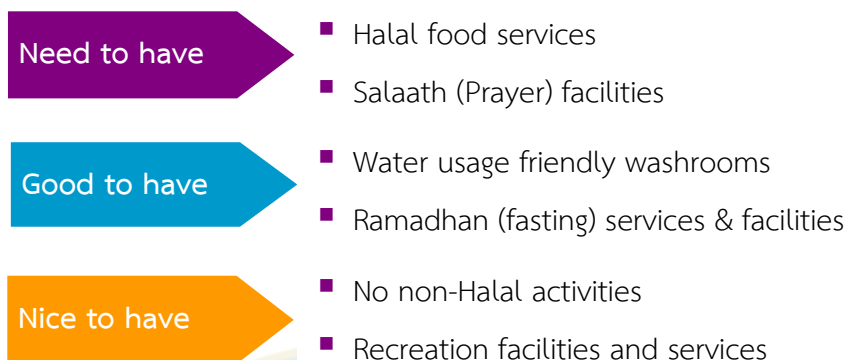 Need to have
▪ Halal food services
▪ Salaath (Prayer) facilities
Good to have
▪ Water usage friendly washrooms
▪ Ramadhan (fasting) services & facilities
Nice to have
▪ No non-Halal activities
▪ Recreation facilities and services